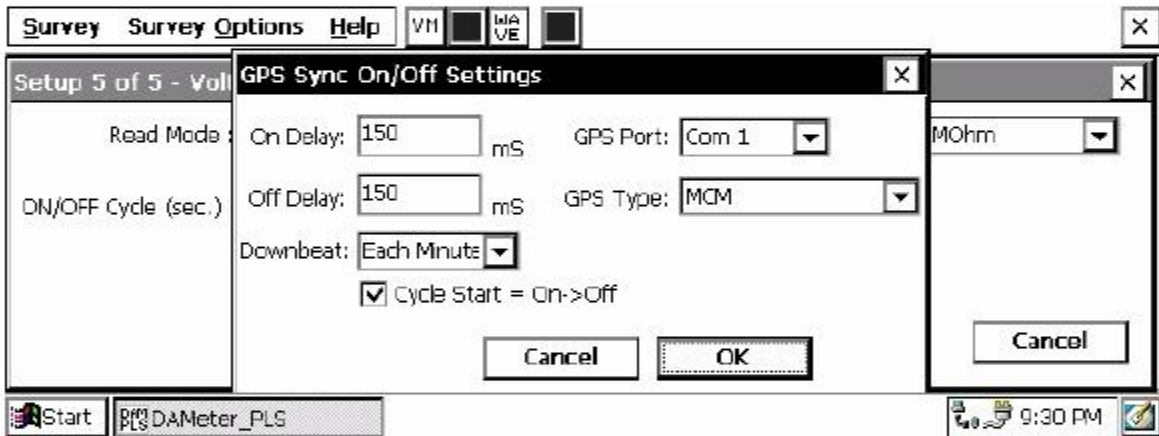 Survey Survey Options Help VM WAVE
Setup 5 of 5 - Volt
GPS Sync On/Off Settings
Read Mode :
On Delay: 150 mS
GPS Port: Com 1
MOhm
ON/OFF Cycle (sec.)
Off Delay: 150 mS
GPS Type: MCM
Downbeat: Each Minute
Cycle Start = On->Off
Cancel OK
Cancel
Start DAMeter_PLS 9:30 PM